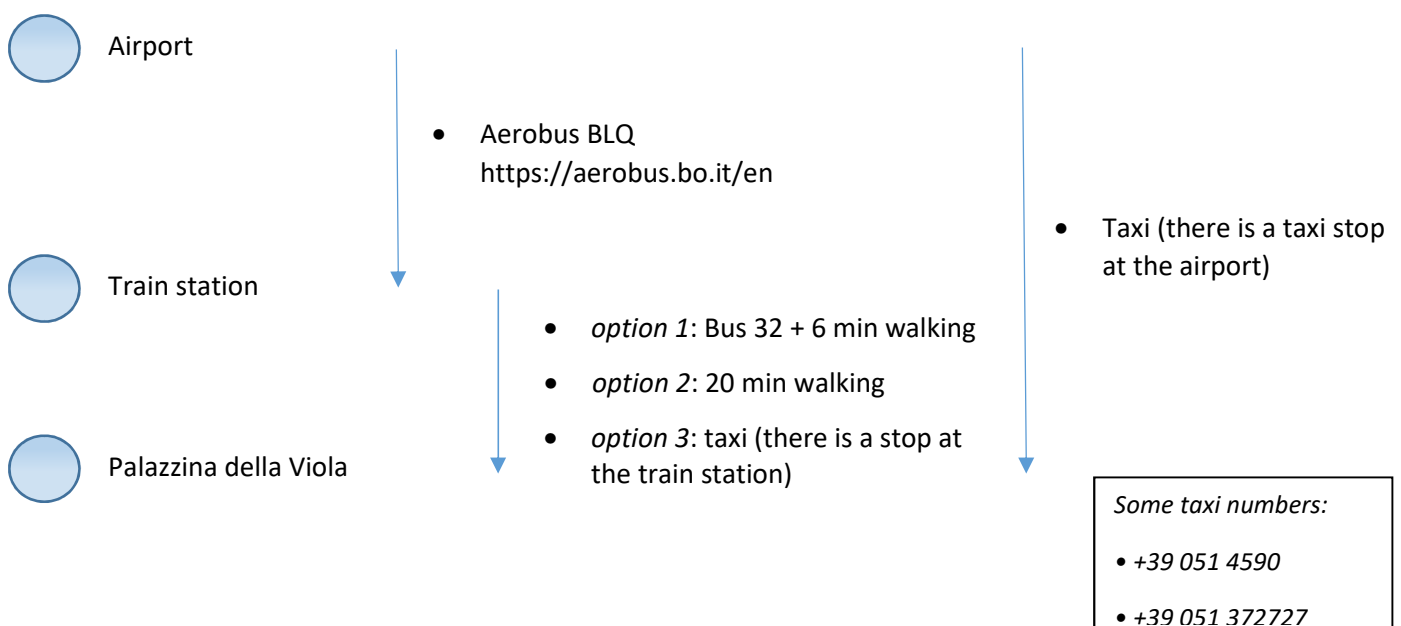 Airport
• Aerobus BLQ
https://aerobus.bo.it/en
• Taxi (there is a taxi stop
at the airport)
Train station
• option 1: Bus 32 + 6 min walking
• option 2: 20 min walking
• option 3: taxi (there is a stop at
the train station)
Palazzina della Viola
Some taxi numbers:
• +39 051 4590
• +39 051 372727